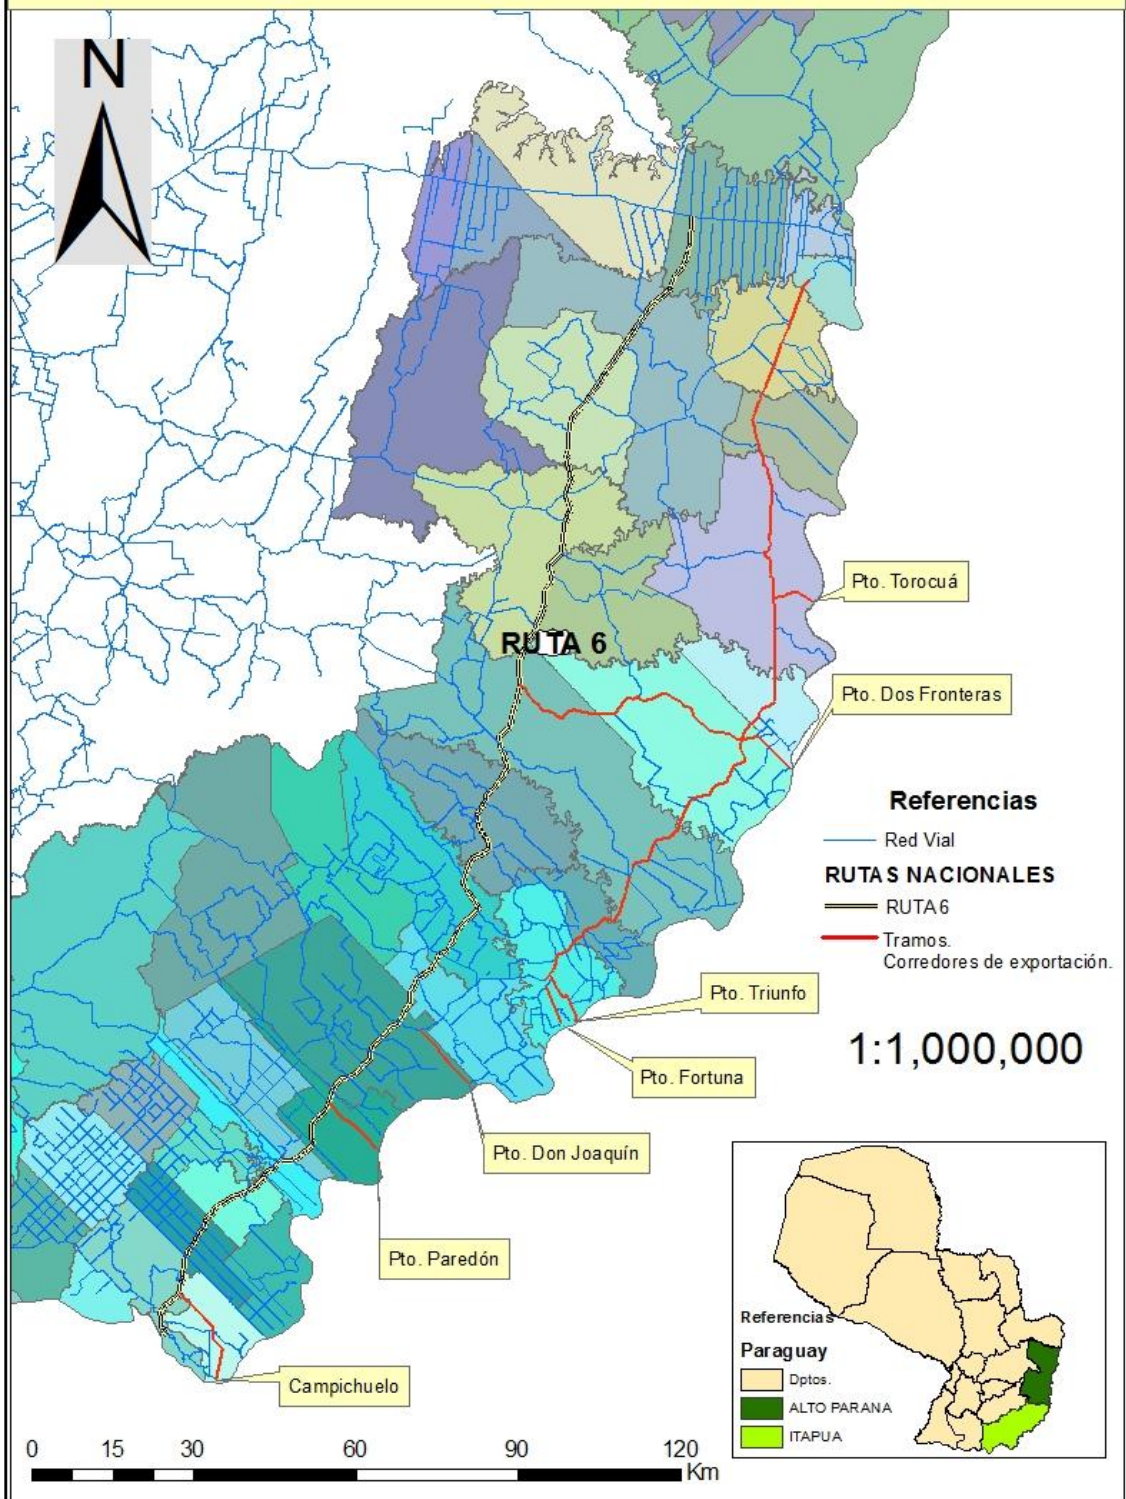 N
Pto. Torocuá
RUTA 6
Pto. Dos Fronteras
Referencias
Red Vial
RUTAS NACIONALES
RUTA 6
Tramos.
Corredores de exportación.
Pto. Triunfo
1:1,000,000
Pto. Fortuna
Pto. Don Joaquín
Pto. Paredón
Campichuelo
Referencias
Paraguay
Dptos.
ALTO PARANA
ITAPUA
0 15 30 60 90 120
Km